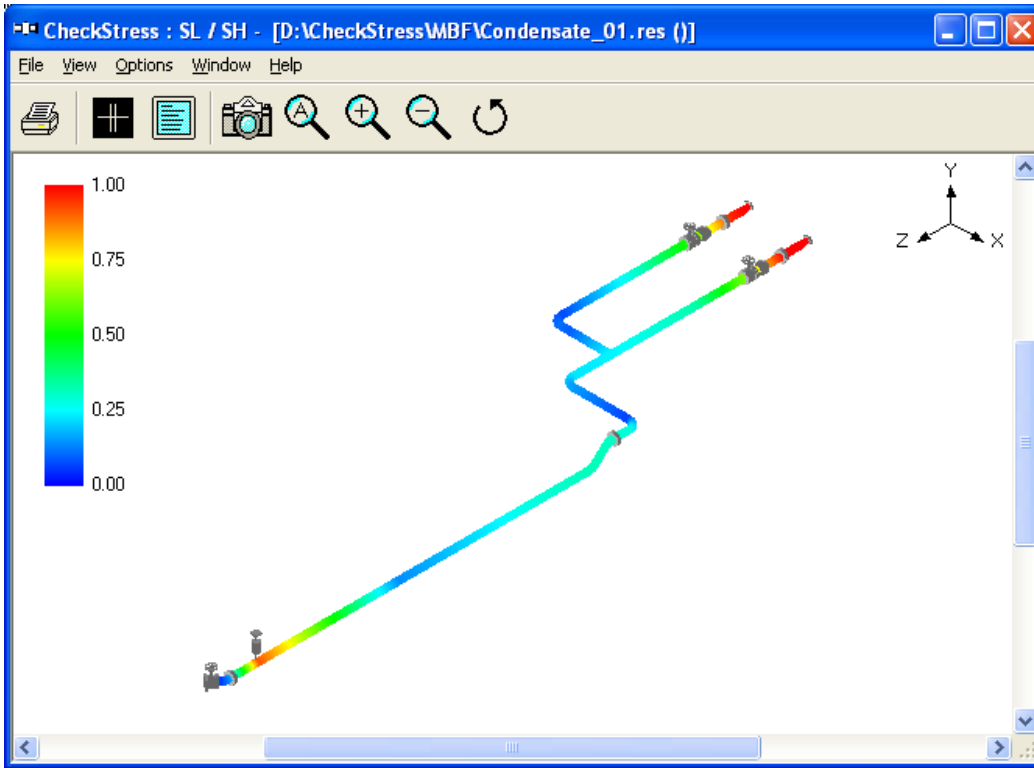 CheckStress : SL / SH - [D:\CheckStress\MBF\Condensate_01.res ()]
File View Options Window Help
A
1.00
0.75
0.50
0.25
0.00
Y
Z
X